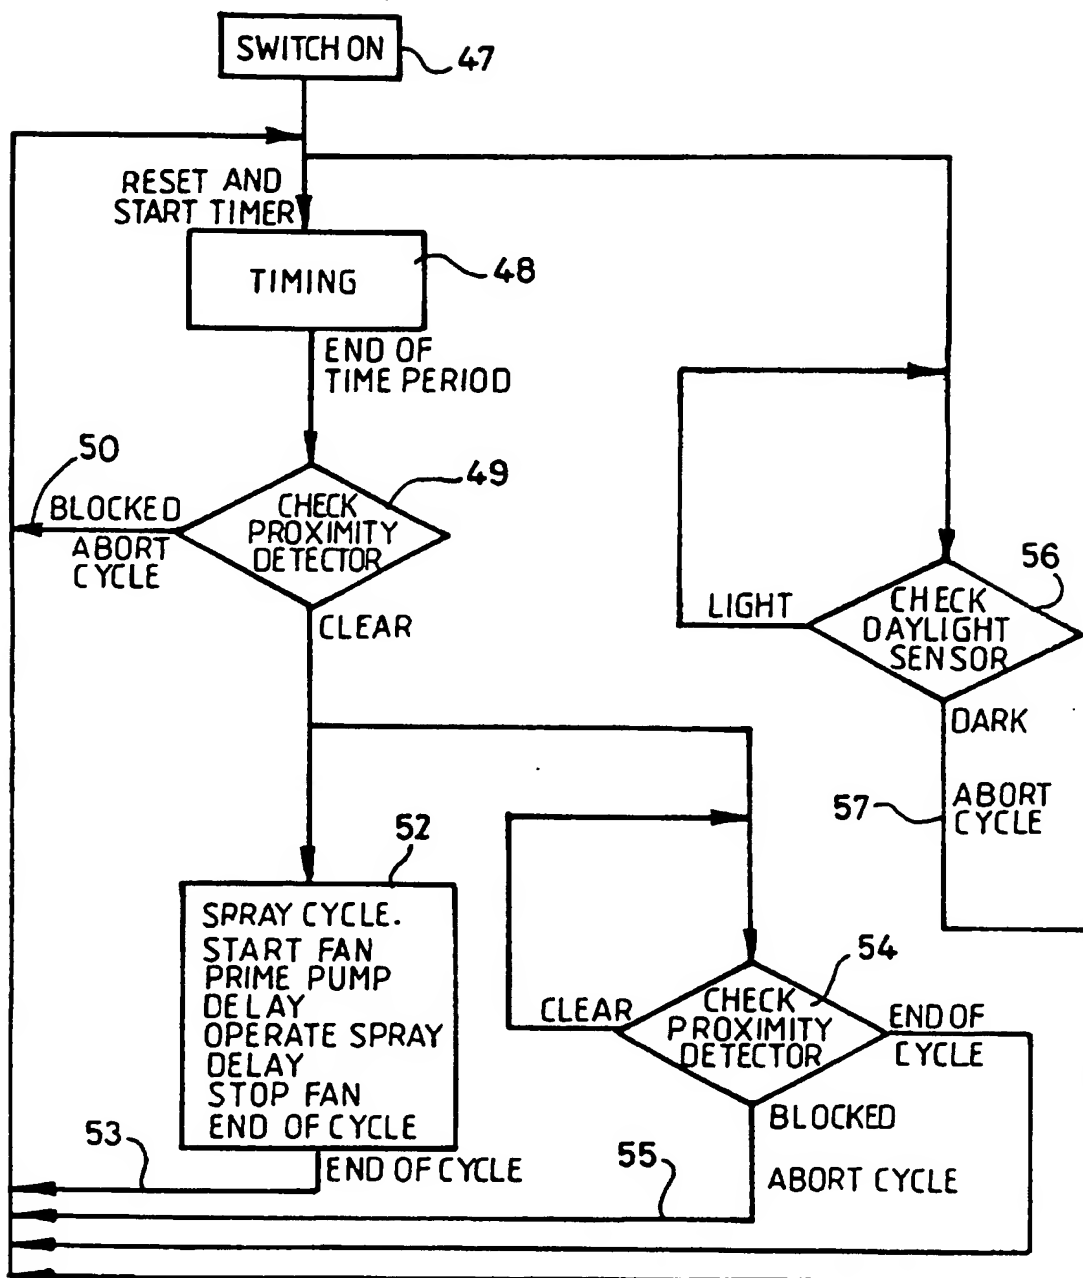 SWITCH ON
47
RESET AND
START TIMER
TIMING
48
END OF
TIME PERIOD
50
BLOCKED
ABORT
CYCLE
CHECK
PROXIMITY
DETECTOR
49
CLEAR
LIGHT
CHECK
DAYLIGHT
SENSOR
56
DARK
57
ABORT
CYCLE
52
SPRAY CYCLE.
START FAN
PRIME PUMP
DELAY
OPERATE SPRAY
DELAY
STOP FAN
END OF CYCLE
53
END OF CYCLE
CLEAR
CHECK
PROXIMITY
DETECTOR
54
END OF
CYCLE
BLOCKED
55
ABORT CYCLE